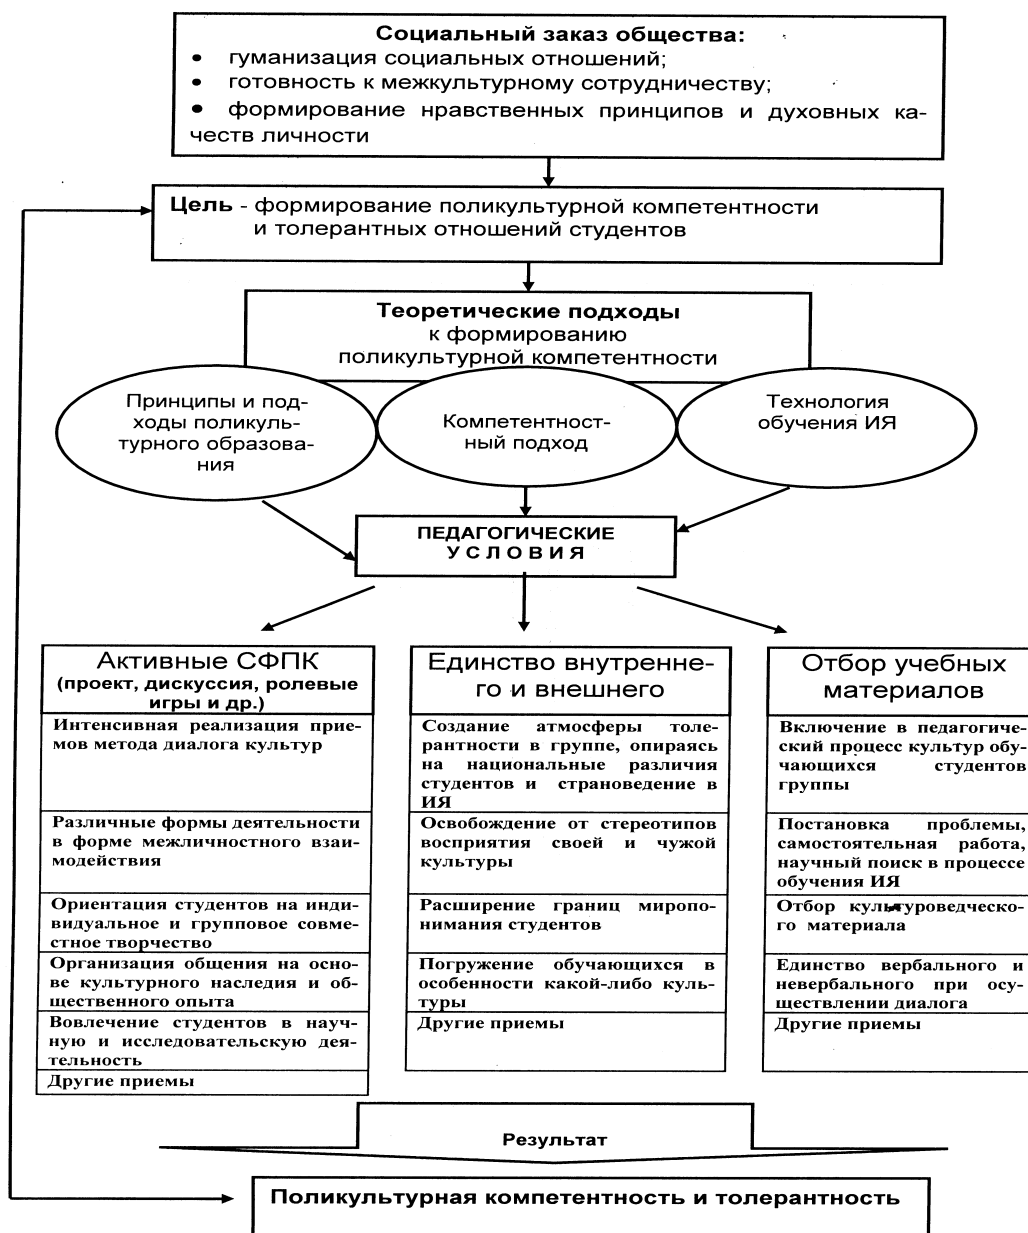 Социальный заказ общества:
• гуманизация социальных отношений;
• готовность к межкультурному сотрудничеству;
• формирование нравственных принципов и духовных ка-
честв личности
Цель - формирование поликультурной компетентности
и толерантных отношений студентов
Теоретические подходы
к формированию
поликультурной компетентности
Принципы и под-
ходы поликуль-
турного образова-
ния
Компетентност-
ный подход
Технология
обучения ИЯ
ПЕДАГОГИЧЕСКИЕ
У С Л О В И Я
Активные СФПК
(проект, дискуссия, ролевые
игры и др.)
Интенсивная реализация прие-
мов метода диалога культур
Различные формы деятельности
в форме межличностного взаи-
модействия
Ориентация студентов на инди-
видуальное и групповое совме-
стное творчество
Организация общения на осно-
ве культурного наследия и об-
щественного опыта
Вовлечение студентов в науч-
ную и исследовательскую дея-
тельность
Другие приемы
Единство внутренне-
го и внешнего
Создание атмосферы толе-
рантности в группе, опираясь
на национальные различия
студентов и страноведение в
ИЯ
Освобождение от стереотипов
восприятия своей и чужой
культуры
Расширение границ миропо-
нимания студентов
Погружение обучающихся в
особенности какой-либо куль-
туры
Другие приемы
Отбор учебных
материалов
Включение в педагогиче-
ский процесс культур обу-
чающихся студентов
группы
Постановка проблемы,
самостоятельная работа,
научный поиск в процессе
обучения ИЯ
Отбор культуроведческо-
го материала
Единство вербального и
невербального при осу-
ществлении диалога
Другие приемы
Результат
Поликультурная компетентность и толерантность